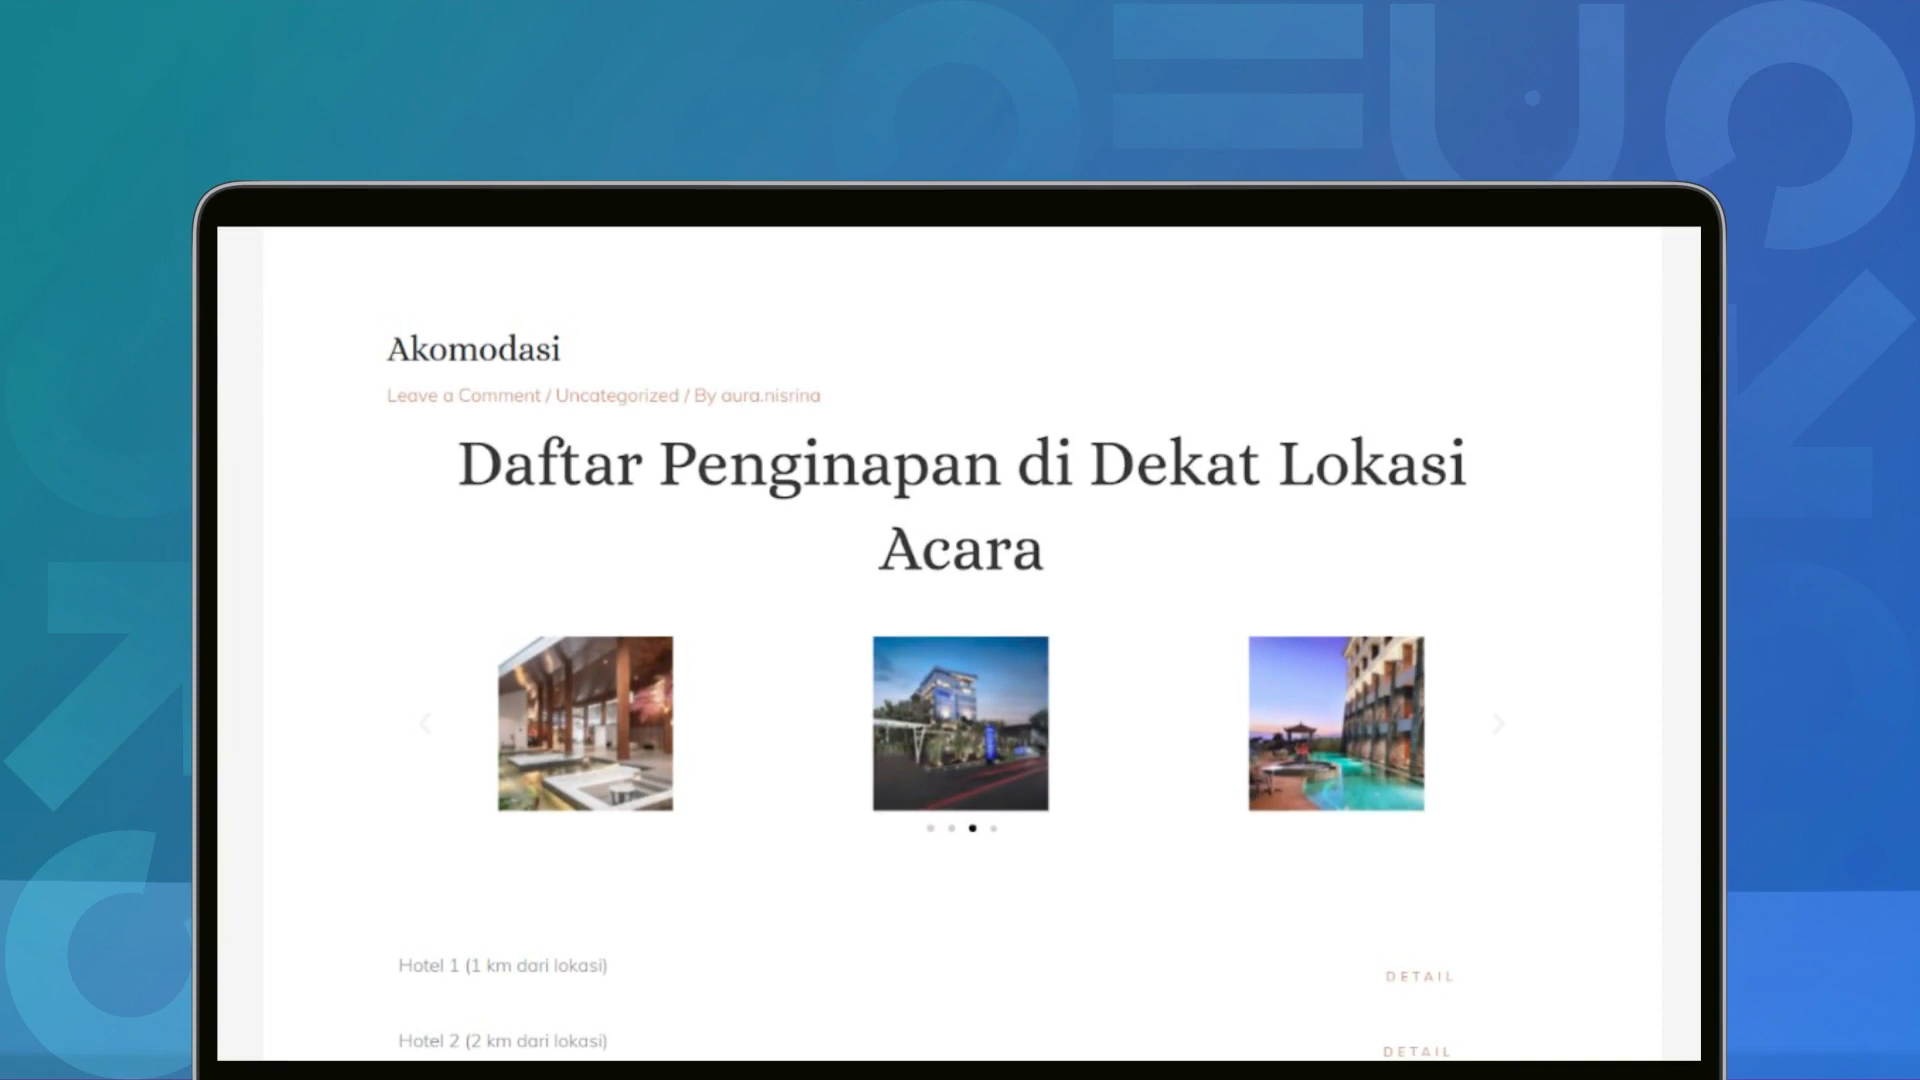 Akomodasi
Leave a Comment / Uncategorized / By aura.nisrina
Daftar Penginapan di Dekat Lokasi
Acara
Hotel 1 (1 km dari lokasi)
DETAIL
Hotel 2 (2 km dari lokasi)
DETAIL